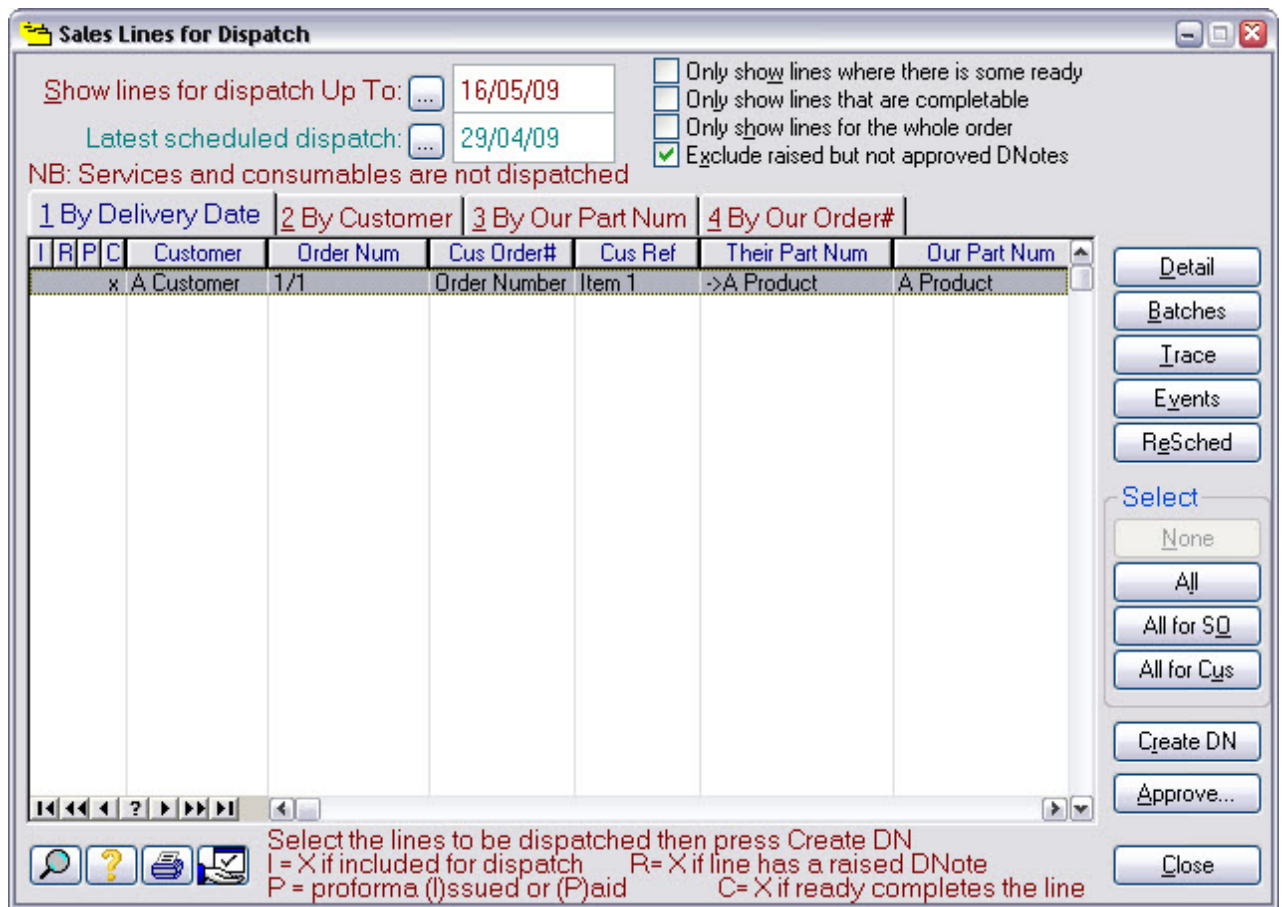 Sales Lines for Dispatch
Show lines for dispatch Up To: ... 16/05/09
Latest scheduled dispatch: ... 29/04/09
NB: Services and consumables are not dispatched
Only show lines where there is some ready
Only show lines that are completable
Only show lines for the whole order
Exclude raised but not approved DNotes
1 By Delivery Date 2 By Customer 3 By Our Part Num 4 By Our Order#
I R P C Customer Order Num Cus Order# Cus Ref Their Part Num Our Part Num
x A Customer 1/1 Order Number Item 1 ->A Product A Product
Detail
Batches
Trace
Events
ReSched
Select
None
All
All for SO
All for Cus
Create DN
Approve...
Close
?
?
Select the lines to be dispatched then press Create DN
I = X if included for dispatch R= X if line has a raised DNote
P = proforma (I)ssued or (P)aid C= X if ready completes the line